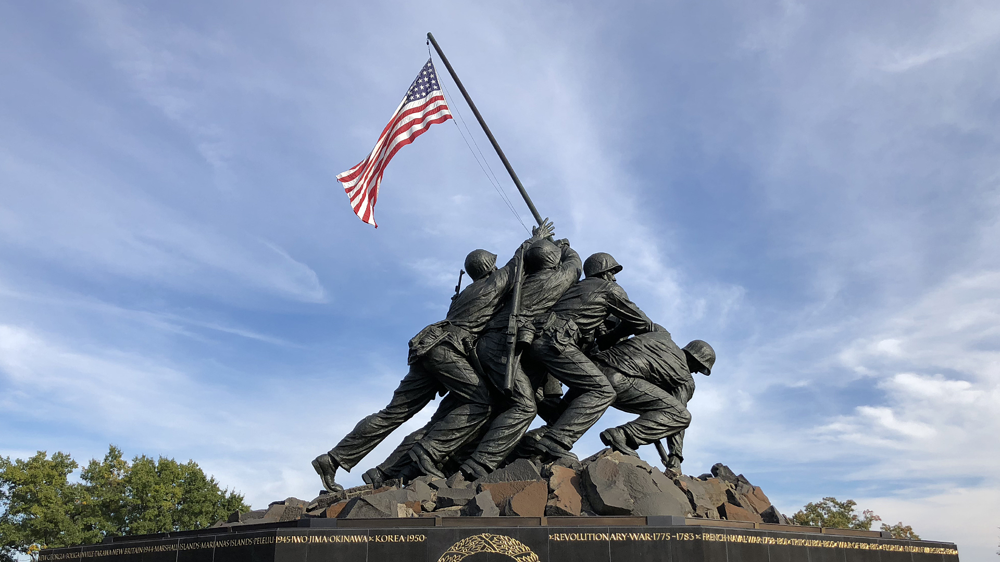 NEW GEORGIA·BOUGAINVILLE·TARAWA·NEW BRITAIN·1944·MARSHALL ISLANDS·MARIANAS ISLANDS·PELELIU·1945·IWO JIMA·OKINAWA × KOREA·1950·
× REVOLUTIONARY·WAR·1775-1783 × FRENCH·NAVAL·WAR·1798-1801 × TRIPOLI·1801-1805 × WAR OF·1812-1815 × FLORIDA·INDIAN·WARS·1835-1842 ×